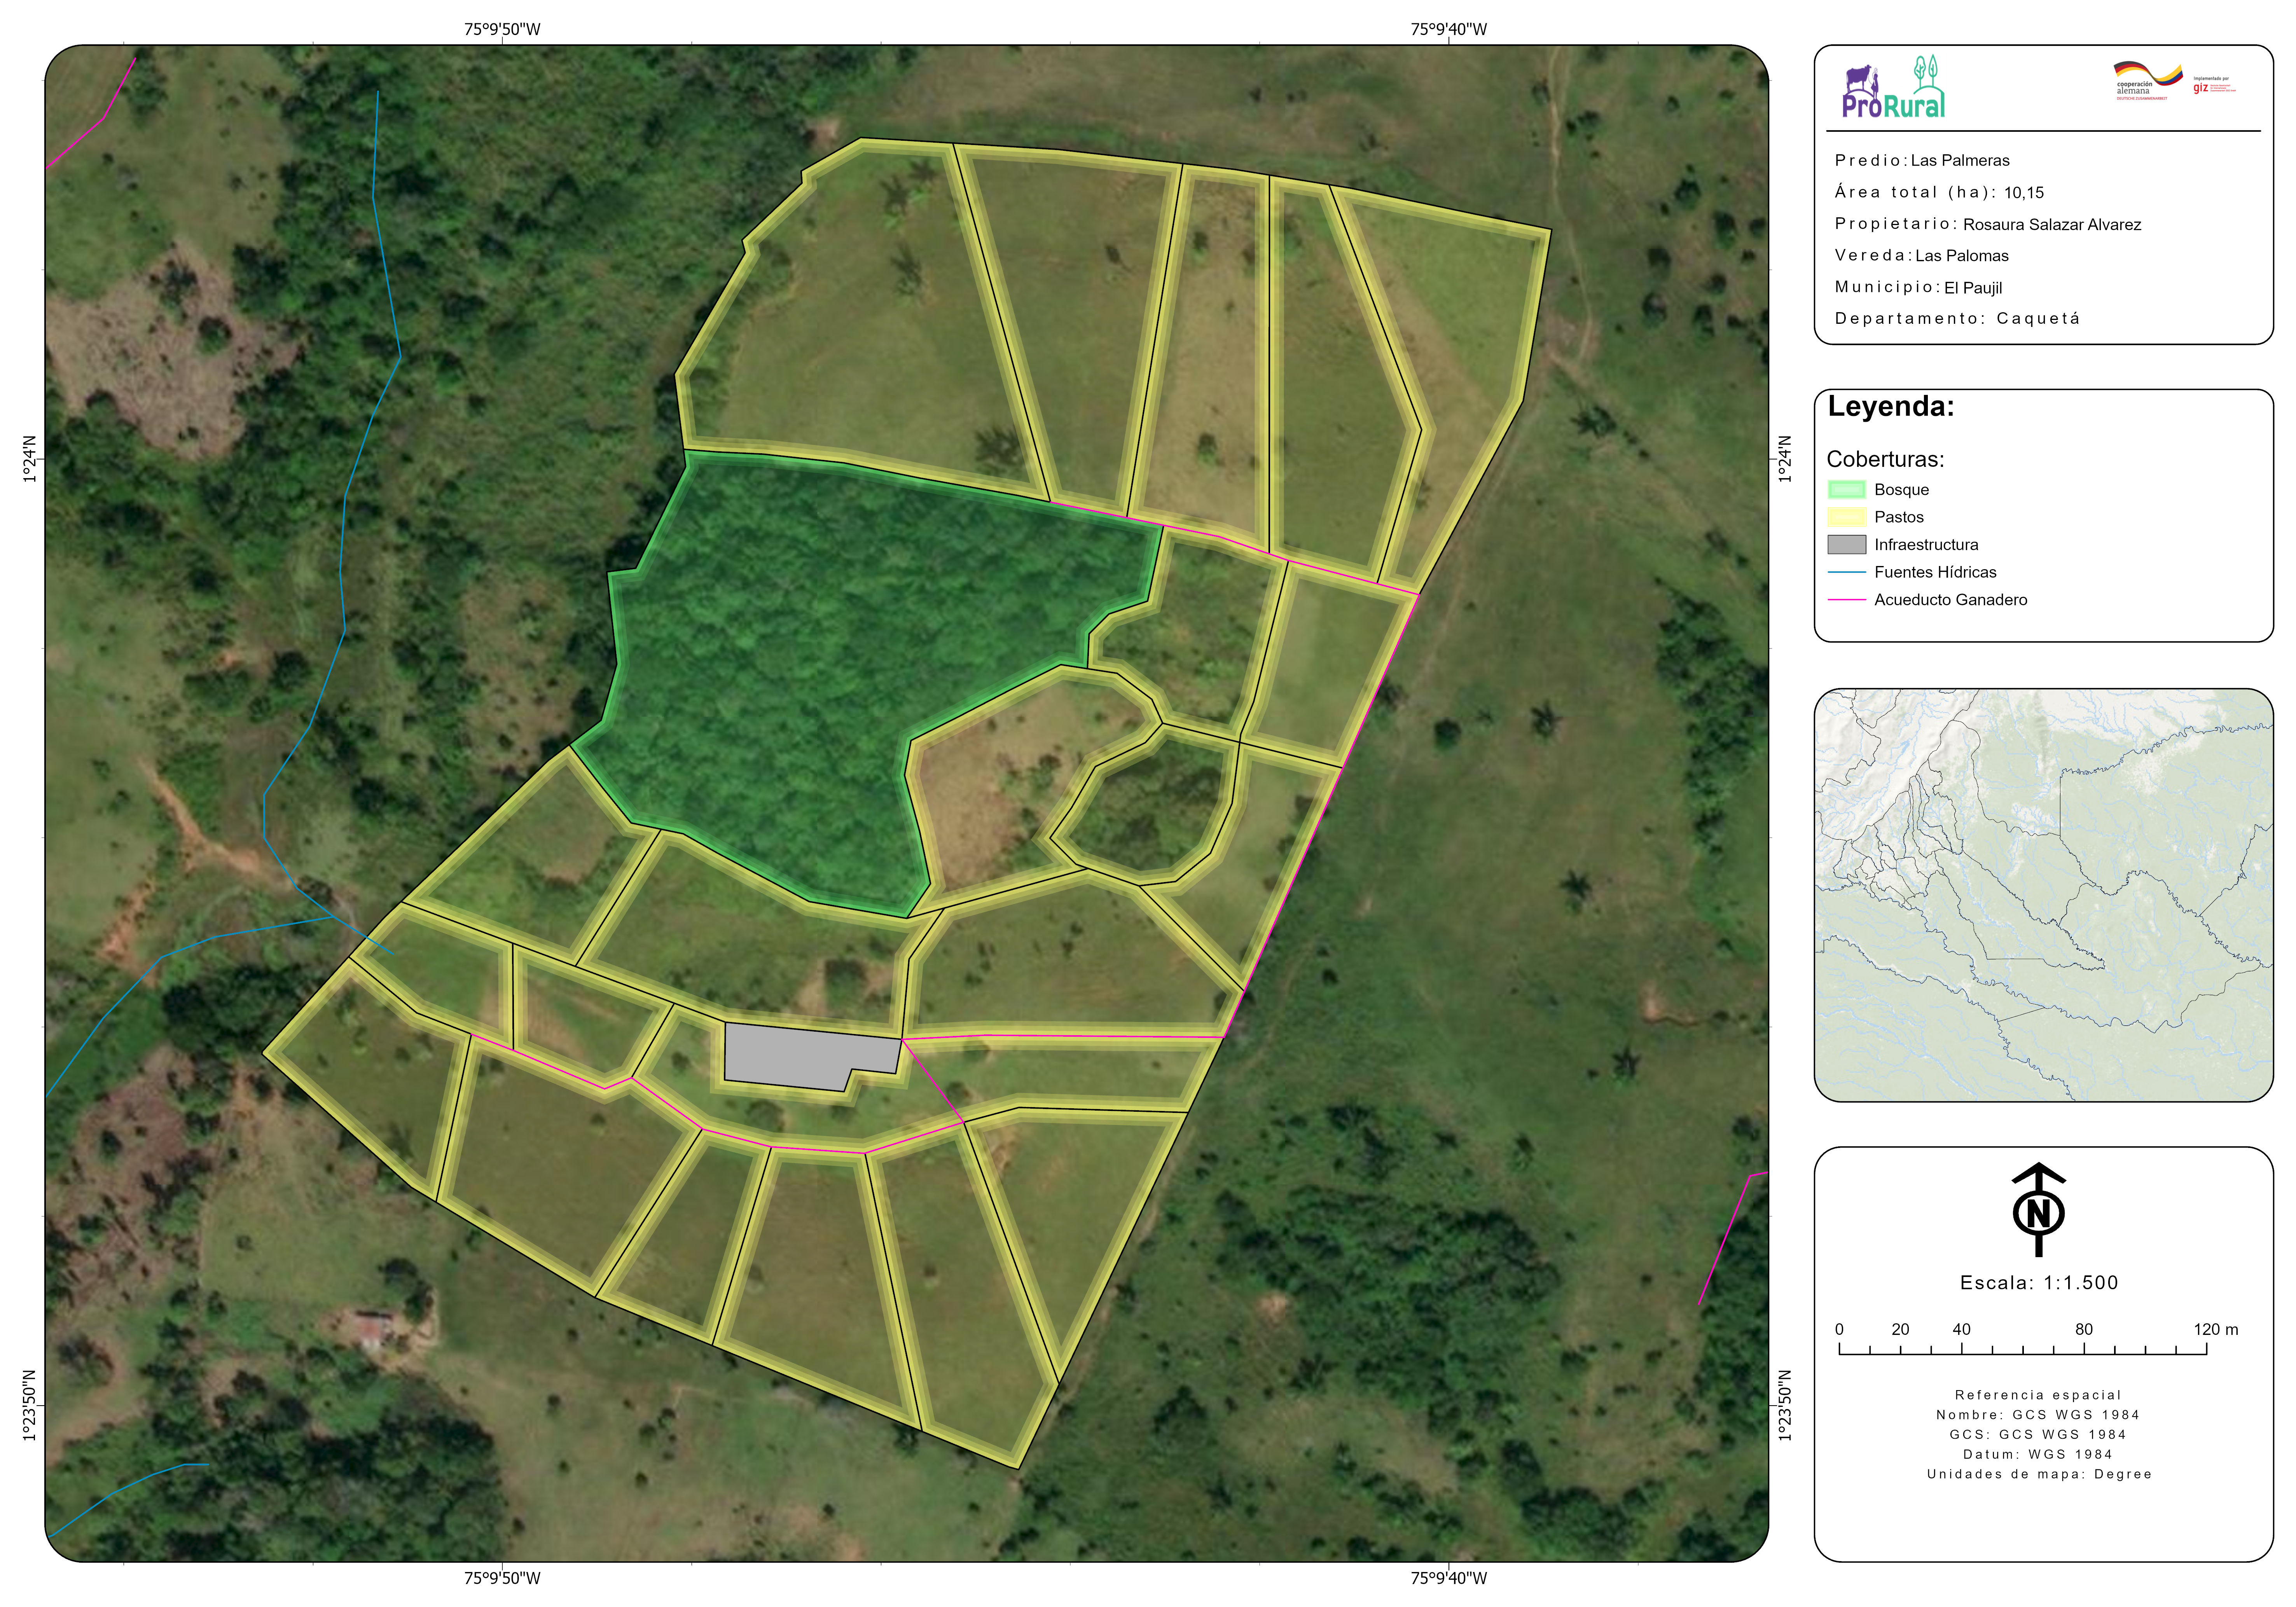 75°9'50"W
75°9'40"W
1°24'N
1°24'N
1°23'50"N
1°23'50"N
75°9'50"W
75°9'40"W
ProRural
cooperación
alemana
DEUTSCHE ZUSAMMENARBEIT
Implementada por
giz
Predio: Las Palmeras
Área total (ha): 10,15
Propietario: Rosaura Salazar Alvarez
Vereda: Las Palomas
Municipio: El Paujil
Departamento: Caquetá
Leyenda:
Coberturas:
Bosque
Pastos
Infraestructura
Fuentes Hídricas
Acueducto Ganadero
N
Escala: 1:1.500
0 20 40 80 120 m
Referencia espacial
Nombre: GCS WGS 1984
GCS: GCS WGS 1984
Datum: WGS 1984
Unidades de mapa: Degree